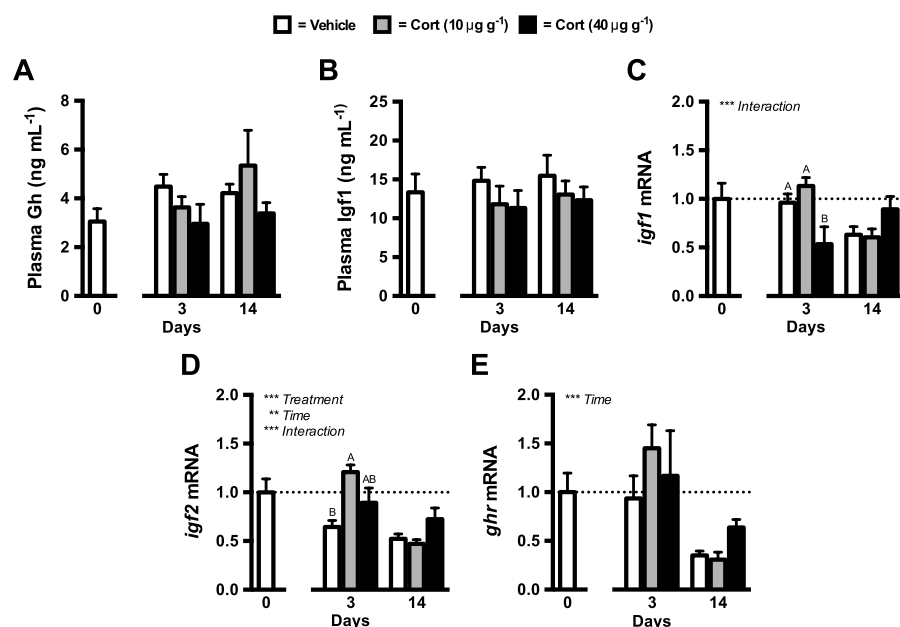 = Vehicle = Cort (10 µg g-1) = Cort (40 µg g-1)
A
Plasma Gh (ng mL-1)
8
6
4
2
0
0 3 14
Days
B
Plasma Igf1 (ng mL-1)
25
20
15
10
5
0
0 3 14
Days
C
igf1 mRNA
*** Interaction
2.0
1.5
1.0
0.5
0.0
A A B
0 3 14
Days
D
igf2 mRNA
*** Treatment
** Time
*** Interaction
2.0
1.5
1.0
0.5
0.0
B A AB
0 3 14
Days
E
ghr mRNA
*** Time
2.0
1.5
1.0
0.5
0.0
0 3 14
Days